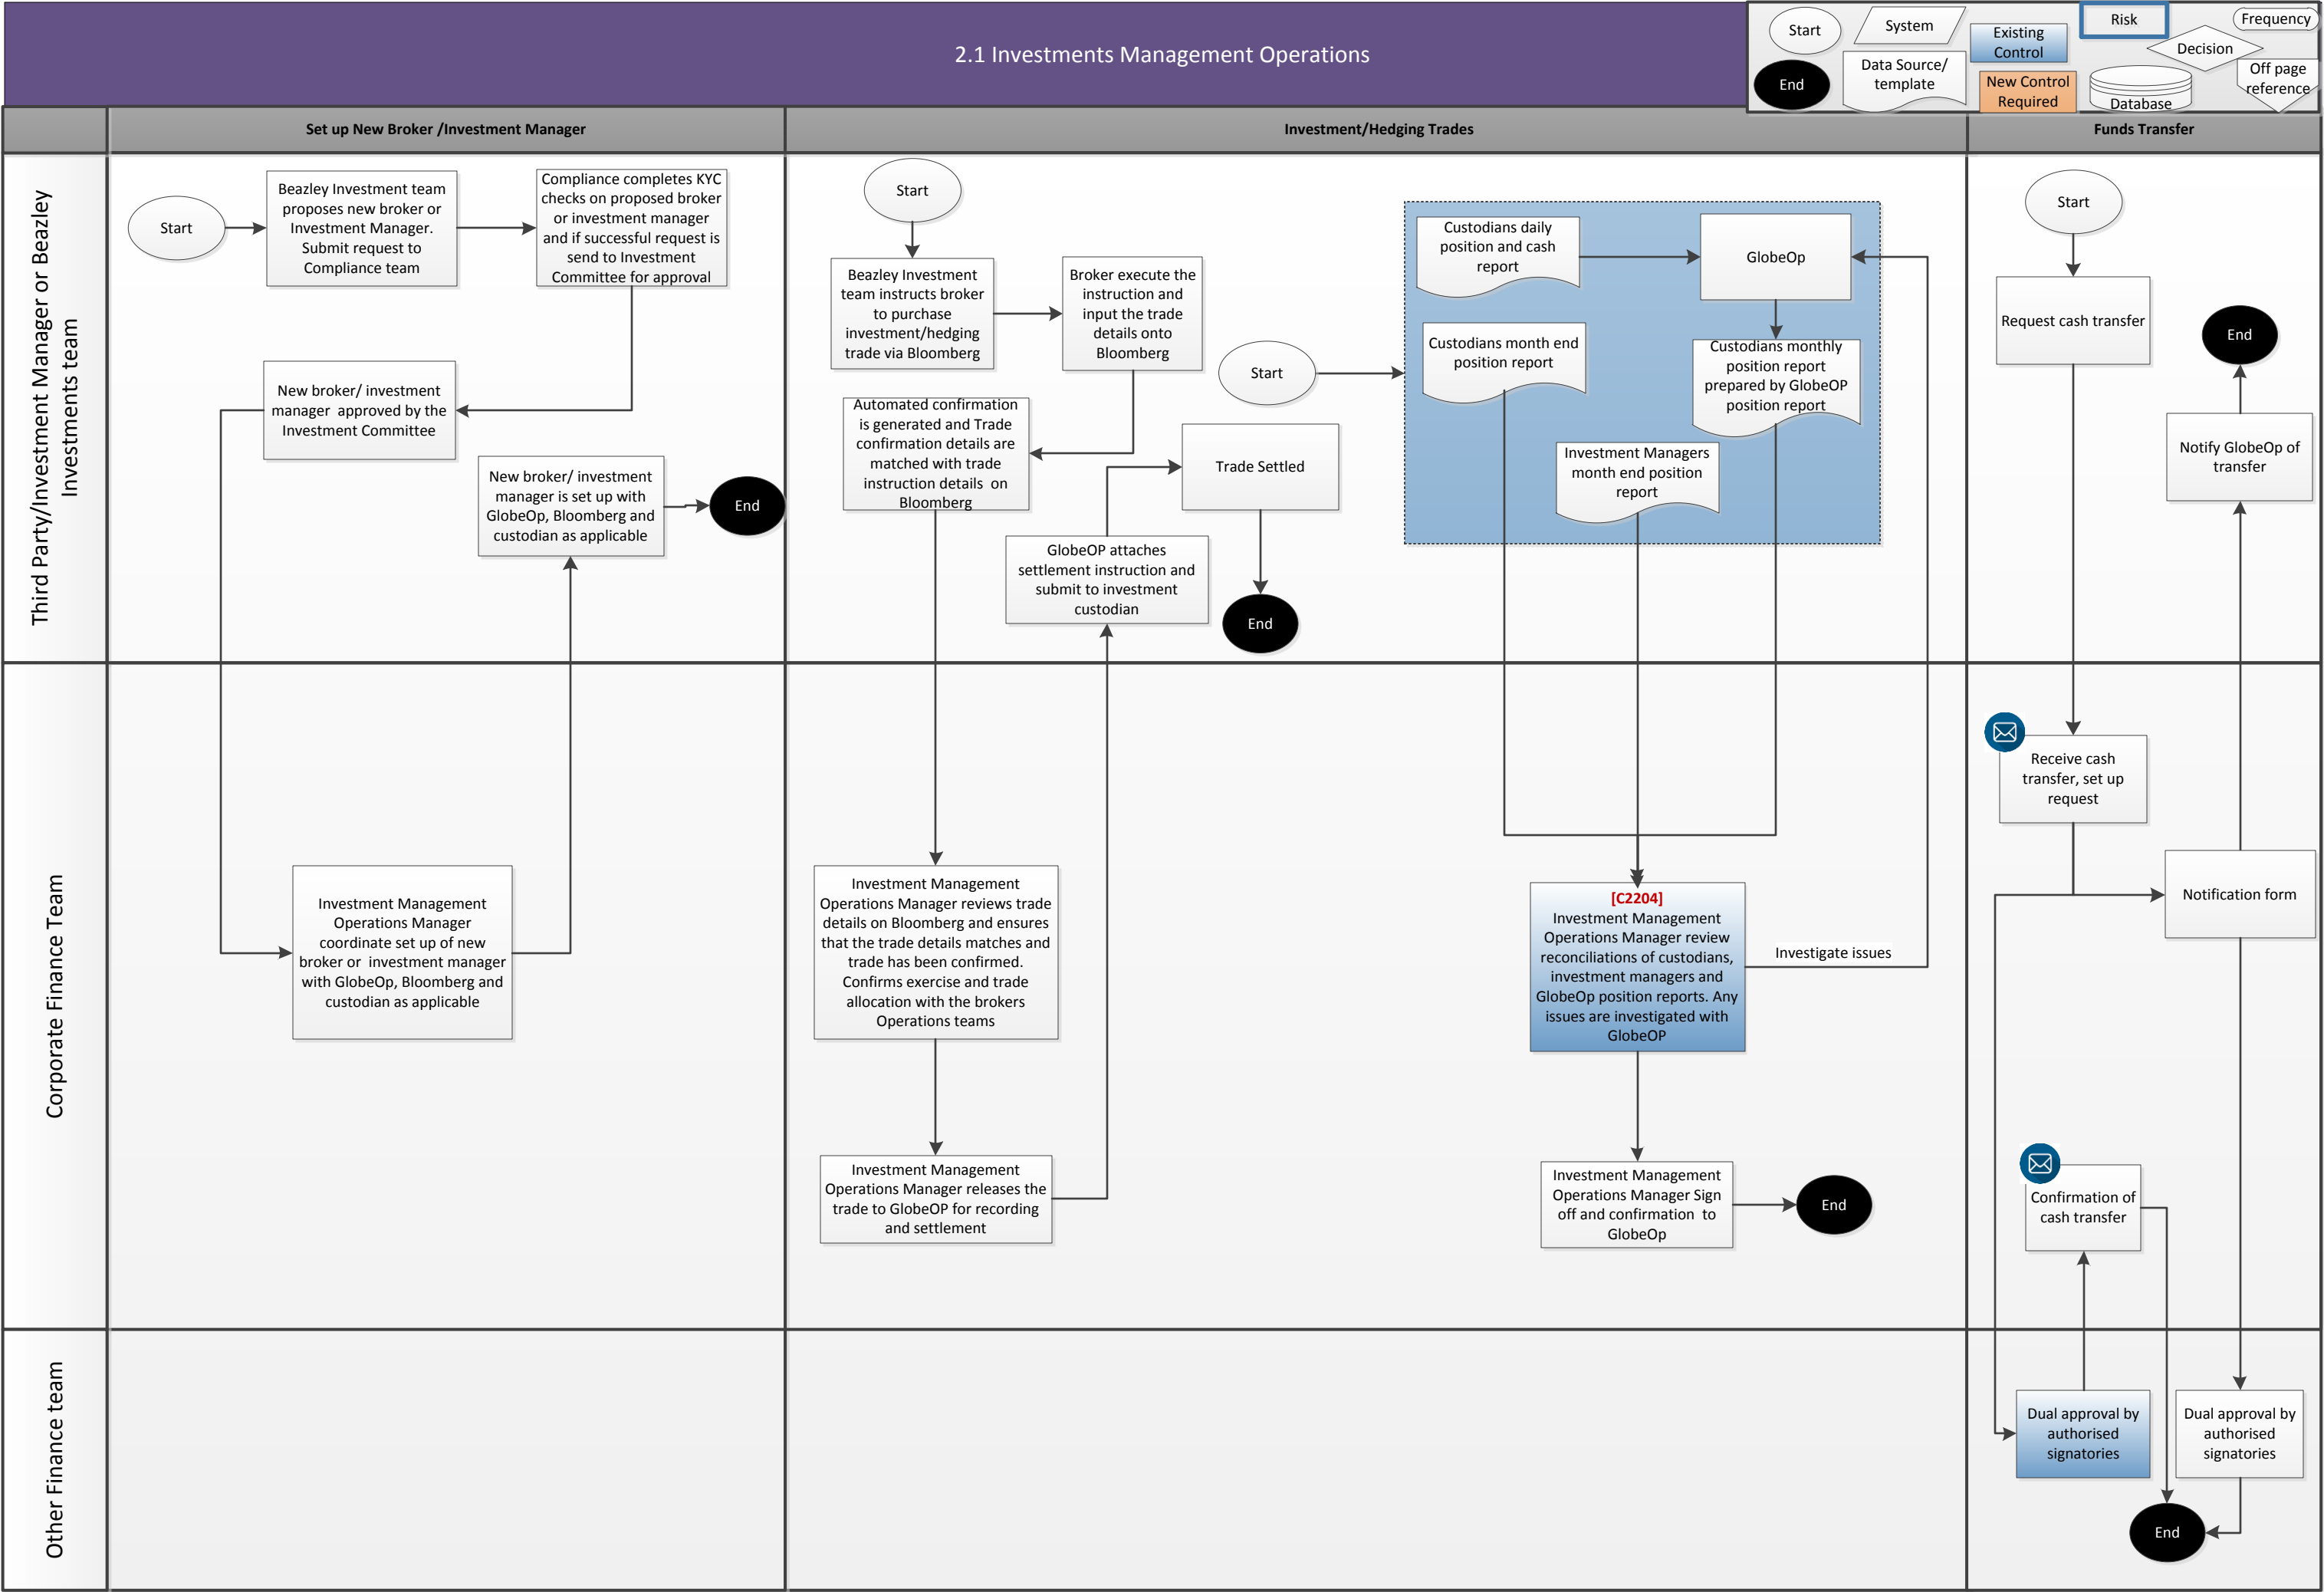 2.1 Investments Management Operations
Start
System
Existing
Control
Risk
Frequency
Decision
End
Data Source/
template
New Control
Required
Database
Off page
reference
Set up New Broker /Investment Manager
Investment/Hedging Trades
Funds Transfer
Third Party/Investment Manager or Beazley
Investments team
Start
Beazley Investment team
proposes new broker or
Investment Manager.
Submit request to
Compliance team
Compliance completes KYC
checks on proposed broker
or investment manager
and if successful request is
send to Investment
Committee for approval
New broker/ investment
manager approved by the
Investment Committee
New broker/ investment
manager is set up with
GlobeOp, Bloomberg and
custodian as applicable
End
Start
Beazley Investment
team instructs broker
to purchase
investment/hedging
trade via Bloomberg
Broker execute the
instruction and
input the trade
details onto
Bloomberg
Automated confirmation
is generated and Trade
confirmation details are
matched with trade
instruction details on
Bloomberg
Trade Settled
GlobeOP attaches
settlement instruction and
submit to investment
custodian
End
Start
Custodians daily
position and cash
report
GlobeOp
Custodians month end
position report
Custodians monthly
position report
prepared by GlobeOP
position report
Investment Managers
month end position
report
Start
Request cash transfer
End
Notify GlobeOp of
transfer
Corporate Finance Team
Investment Management
Operations Manager
coordinate set up of new
broker or investment manager
with GlobeOp, Bloomberg and
custodian as applicable
Investment Management
Operations Manager reviews trade
details on Bloomberg and ensures
that the trade details matches and
trade has been confirmed.
Confirms exercise and trade
allocation with the brokers
Operations teams
Investment Management
Operations Manager releases the
trade to GlobeOP for recording
and settlement
[C2204]
Investment Management
Operations Manager review
reconciliations of custodians,
investment managers and
GlobeOp position reports. Any
issues are investigated with
GlobeOP
Investigate issues
Investment Management
Operations Manager Sign
off and confirmation to
GlobeOp
End
Receive cash
transfer, set up
request
Notification form
Confirmation of
cash transfer
Other Finance team
Dual approval by
authorised
signatories
Dual approval by
authorised
signatories
End